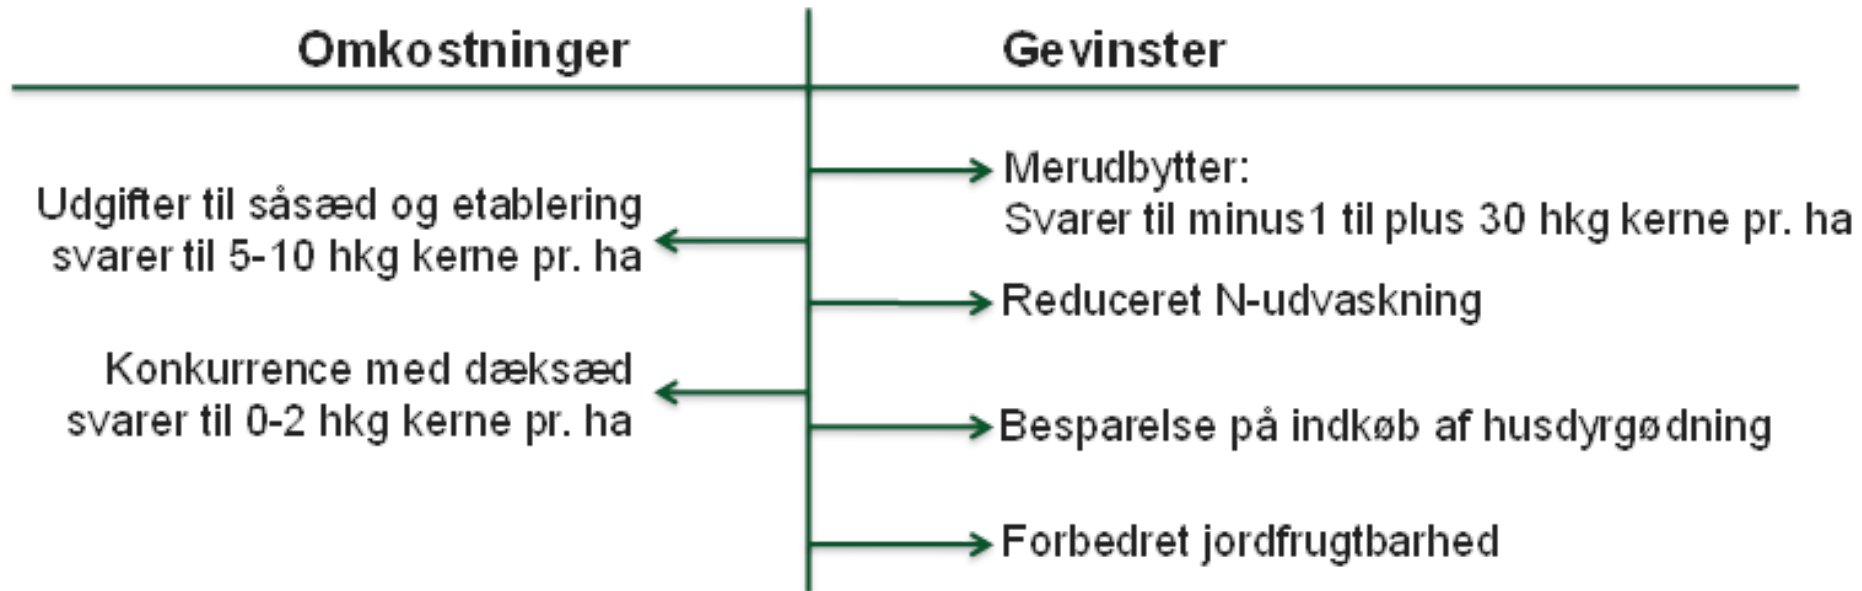 Omkostninger
Udgifter til såsæd og etablering
svarer til 5-10 hkg kerne pr. ha
Konkurrence med dæksæd
svarer til 0-2 hkg kerne pr. ha
Gevinster
Merudbytter:
Svarer til minus1 til plus 30 hkg kerne pr. ha
Reduceret N-udvaskning
Besparelse på indkøb af husdyrgødning
Forbedret jordfrugtbarhed